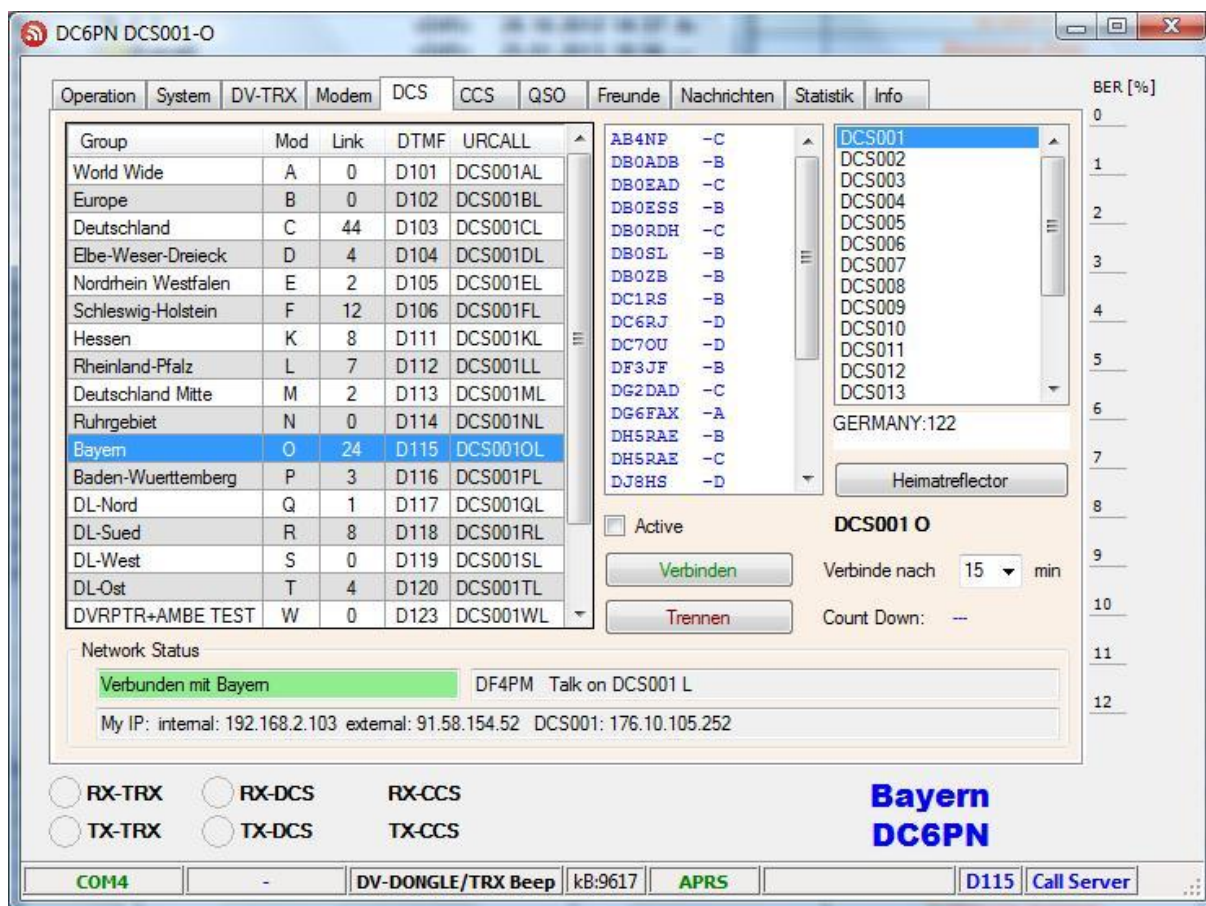 DC6PN DCS001-O
Operation System DV-TRX Modem DCS CCS QSO Freunde Nachrichten Statistik Info
BER [%]
Group Mod Link DTMF URCALL
World Wide A 0 D101 DCS001AL
Europe B 0 D102 DCS001BL
Deutschland C 44 D103 DCS001CL
Elbe-Weser-Dreieck D 4 D104 DCS001DL
Nordrhein Westfalen E 2 D105 DCS001EL
Schleswig-Holstein F 12 D106 DCS001FL
Hessen K 8 D111 DCS001KL
Rheinland-Pfalz L 7 D112 DCS001LL
Deutschland Mitte M 2 D113 DCS001ML
Ruhrgebiet N 0 D114 DCS001NL
Bayern O 24 D115 DCS001OL
Baden-Wuerttemberg P 3 D116 DCS001PL
DL-Nord Q 1 D117 DCS001QL
DL-Sued R 8 D118 DCS001RL
DL-West S 0 D119 DCS001SL
DL-Ost T 4 D120 DCS001TL
DVRPTR+AMBE TEST W 0 D123 DCS001WL
AB4NP -C
DB0ADB -B
DB0EAD -C
DB0ESS -B
DB0RDH -C
DB0SL -B
DB0ZB -B
DC1RS -B
DC6RJ -D
DC7OU -D
DF3JF -B
DG2DAD -C
DG6FAX -A
DH5RAE -B
DH5RAE -C
DJ8HS -D
DCS001
DCS002
DCS003
DCS004
DCS005
DCS006
DCS007
DCS008
DCS009
DCS010
DCS011
DCS012
DCS013
GERMANY:122
Heimatreflector
Active
DCS001 O
Verbinden
Verbinde nach 15 min
Trennen
Count Down: ---
0
1
2
3
4
5
6
7
8
9
10
11
12
Network Status
Verbunden mit Bayern
DF4PM Talk on DCS001 L
My IP: internal: 192.168.2.103 external: 91.58.154.52 DCS001: 176.10.105.252
RX-TRX RX-DCS RX-CCS
TX-TRX TX-DCS TX-CCS
Bayern
DC6PN
COM4 - DV-DONGLE/TRX Beep kB:9617 APRS D115 Call Server